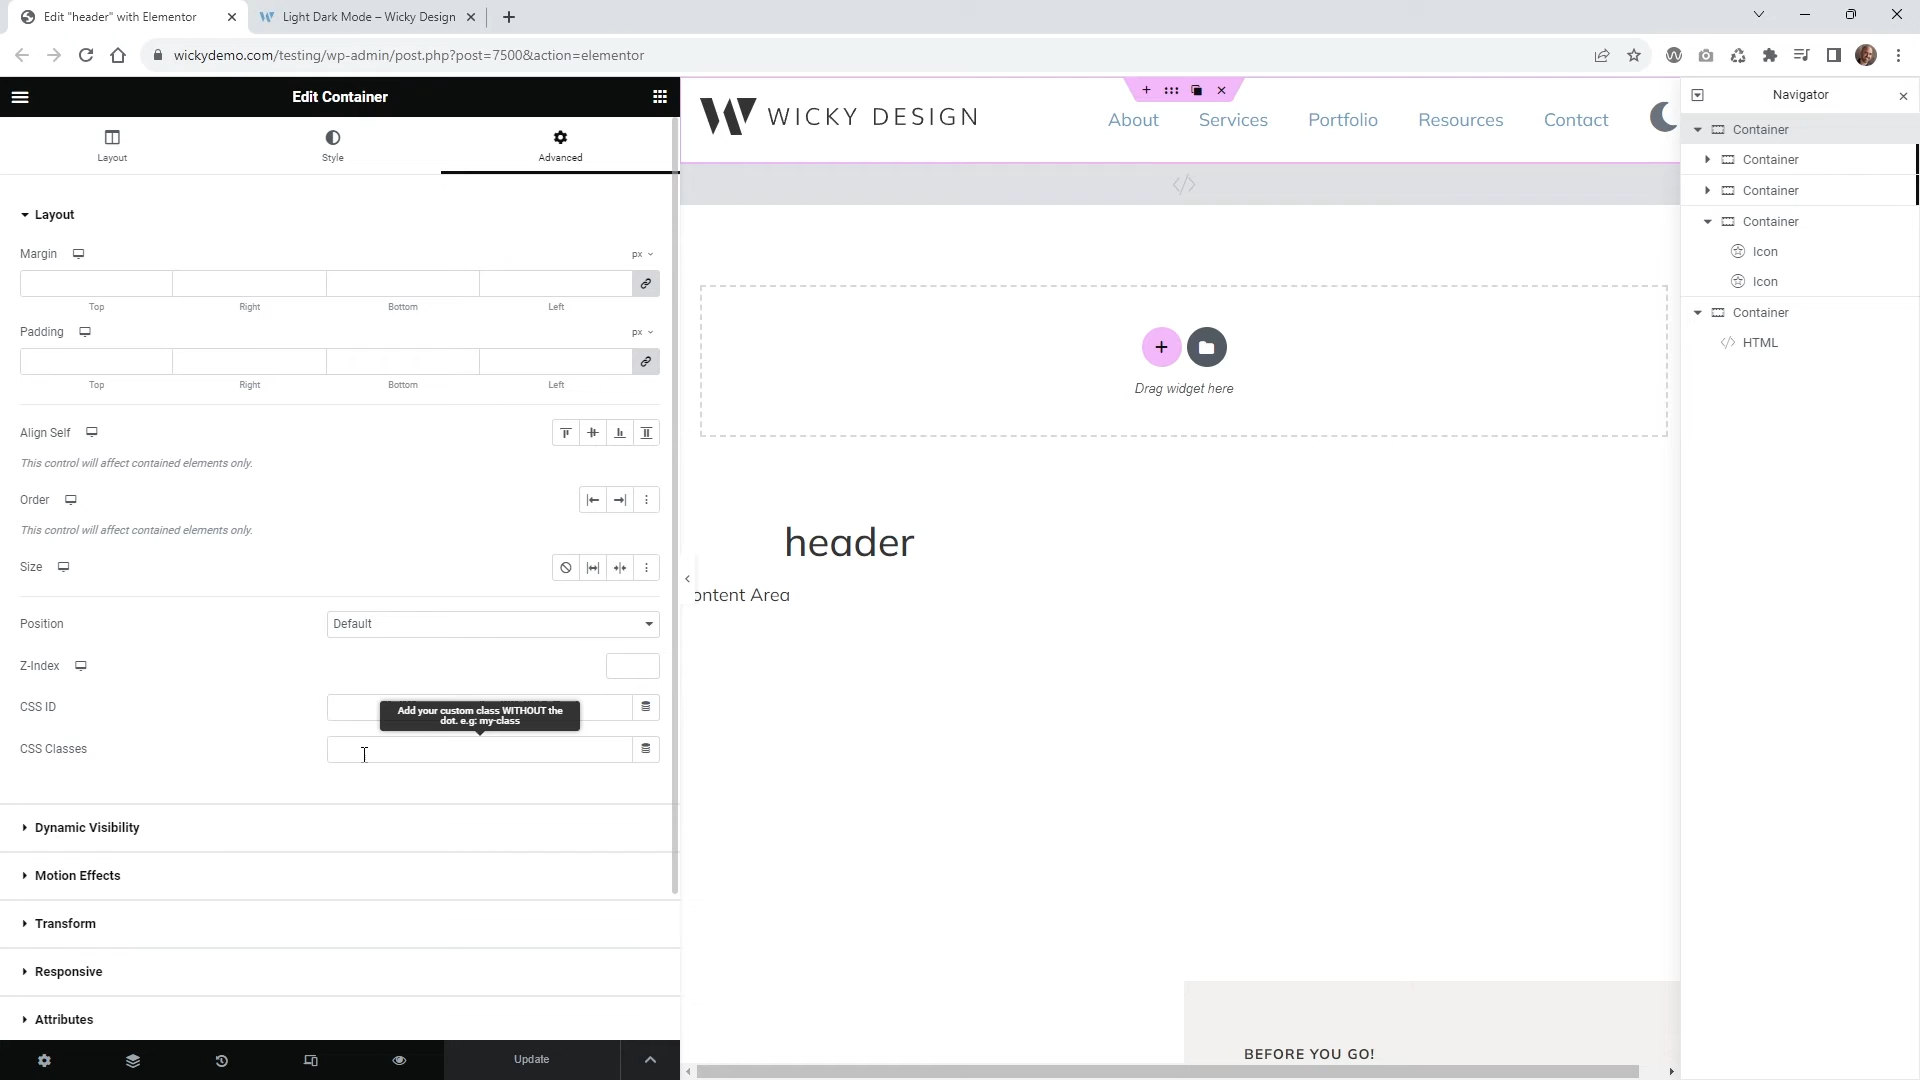 Edit "header" with Elementor
Light Dark Mode – Wicky Design
wickydemo.com/testing/wp-admin/post.php?post=7500&action=elementor
Edit Container
Layout
Style
Advanced
Layout
Margin
px
Top
Right
Bottom
Left
Padding
px
Top
Right
Bottom
Left
Align Self
This control will affect contained elements only.
Order
This control will affect contained elements only.
Size
Position
Default
Z-Index
CSS ID
Add your custom class WITHOUT the
dot. e.g: my-class
CSS Classes
Dynamic Visibility
Motion Effects
Transform
Responsive
Attributes
Update
WICKY DESIGN
About
Services
Portfolio
Resources
Contact
Drag widget here
header
ontent Area
BEFORE YOU GO!
Navigator
Container
Container
Container
Container
Icon
Icon
Container
HTML